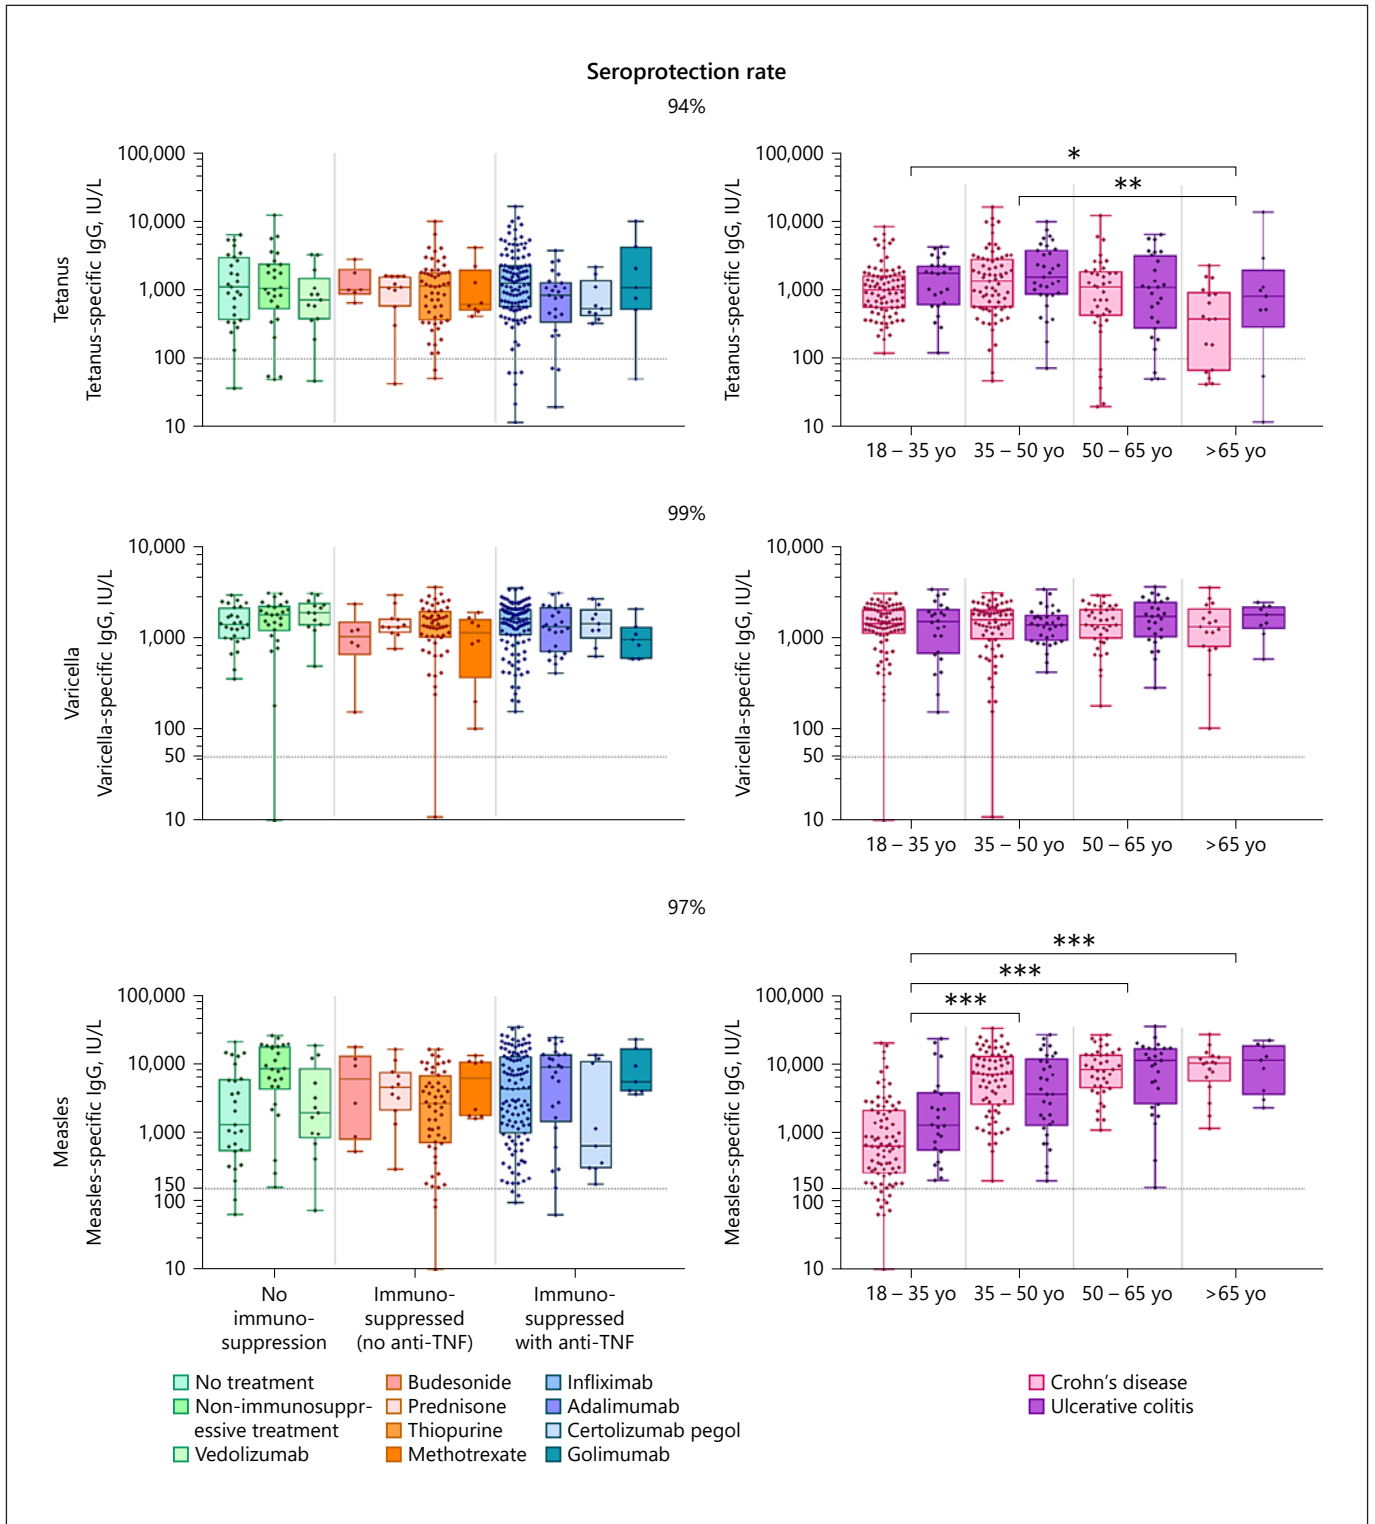 Seroprotection rate
94%
Tetanus
Tetanus-specific IgG, IU/L
100,000
10,000
1,000
100
10
Tetanus-specific IgG, IU/L
100,000
10,000
1,000
100
10
*
**
18 – 35 yo
35 – 50 yo
50 – 65 yo
>65 yo
99%
Varicella
Varicella-specific IgG, IU/L
10,000
1,000
100
50
10
Varicella-specific IgG, IU/L
10,000
1,000
100
50
10
18 – 35 yo
35 – 50 yo
50 – 65 yo
>65 yo
97%
Measles
Measles-specific IgG, IU/L
100,000
10,000
1,000
150
100
10
No
immuno-
suppression
Immuno-
suppressed
(no anti-TNF)
Immuno-
suppressed
with anti-TNF
Measles-specific IgG, IU/L
100,000
10,000
1,000
150
100
10
***
***
***
18 – 35 yo
35 – 50 yo
50 – 65 yo
>65 yo
No treatment
Non-immunosuppr-
essive treatment
Vedolizumab
Budesonide
Prednisone
Thiopurine
Methotrexate
Infliximab
Adalimumab
Certolizumab pegol
Golimumab
Crohn's disease
Ulcerative colitis